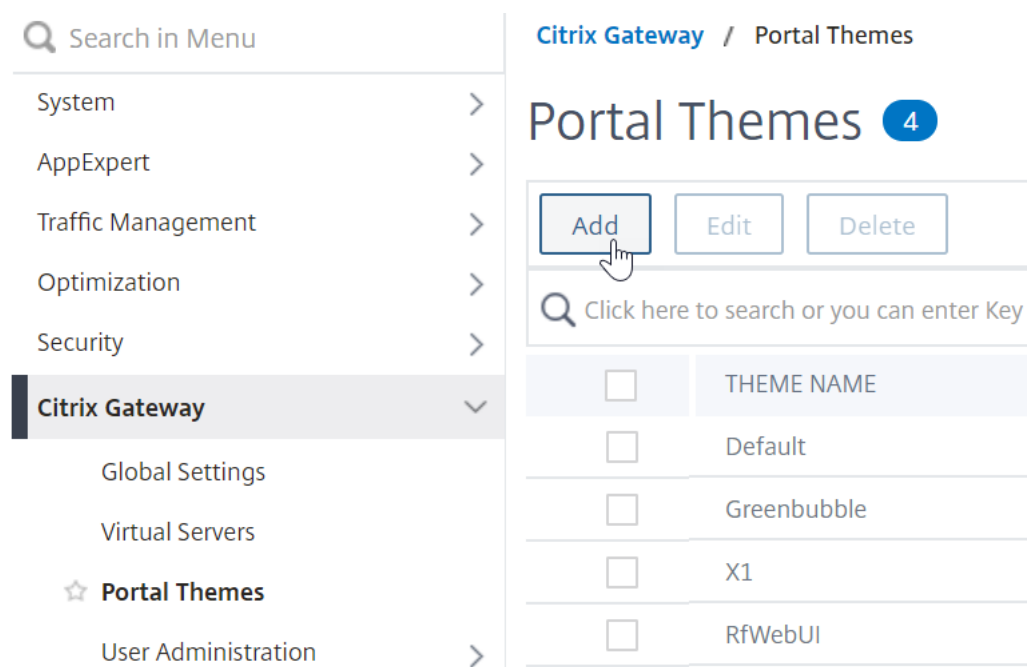 Search in Menu
System
AppExpert
Traffic Management
Optimization
Security
Citrix Gateway
Global Settings
Virtual Servers
Portal Themes
User Administration
Citrix Gateway / Portal Themes
Portal Themes 4
Add Edit Delete
Click here to search or you can enter Key
THEME NAME
Default
Greenbubble
X1
RfWebUI